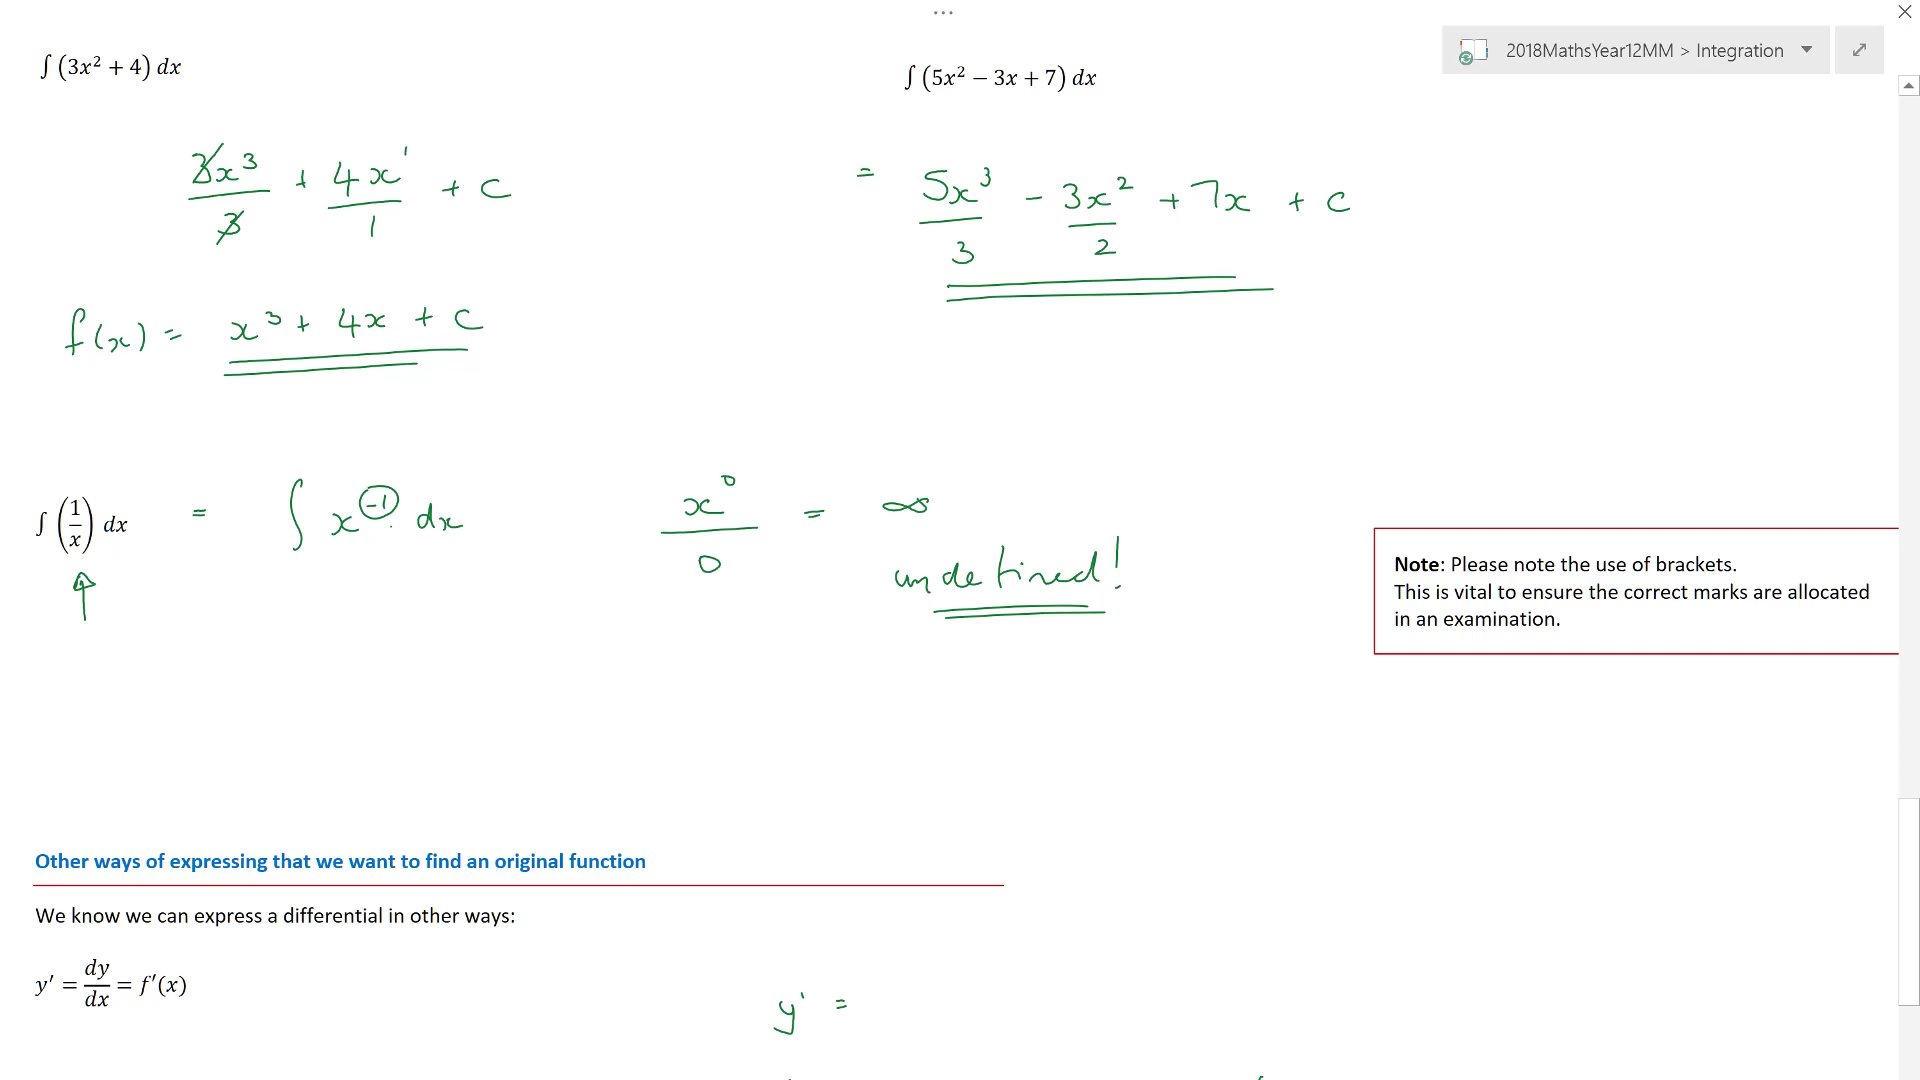 2018MathsYear12MM > Integration
∫(3x² + 4) dx
∫(5x² − 3x + 7) dx
3x³/3 + 4x¹/1 + c
= 5x³/3 - 3x²/2 + 7x + c
f(x) = x³ + 4x + c
∫(1/x) dx = ∫ x⁻¹ dx
x⁰/0 = ∞
undefined!
Note: Please note the use of brackets.
This is vital to ensure the correct marks are allocated
in an examination.
Other ways of expressing that we want to find an original function
We know we can express a differential in other ways:
y′ = dy/dx = f′(x)
y' =